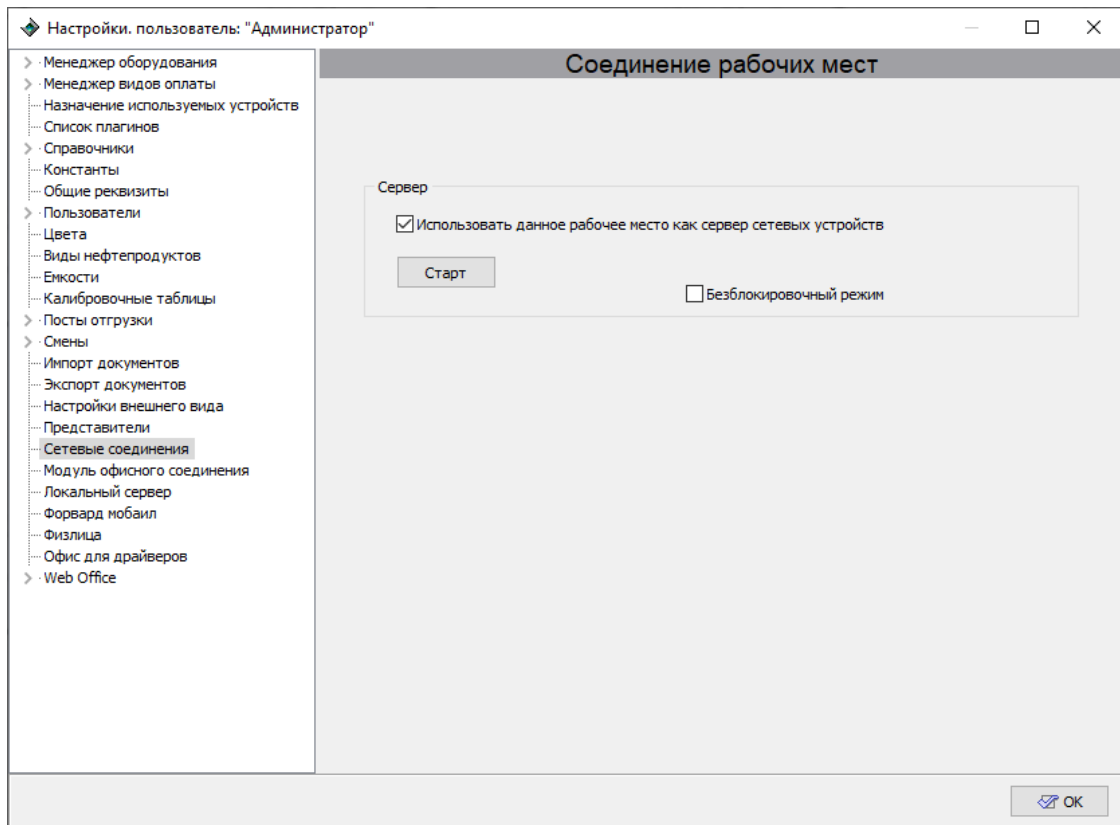 Настройки. пользователь: "Администратор"
Менеджер оборудования
Менеджер видов оплаты
Назначение используемых устройств
Список плагинов
Справочники
Константы
Общие реквизиты
Пользователи
Цвета
Виды нефтепродуктов
Емкости
Калибровочные таблицы
Посты отгрузки
Смены
Импорт документов
Экспорт документов
Настройки внешнего вида
Представители
Сетевые соединения
Модуль офисного соединения
Локальный сервер
Форвард мобаил
Физлица
Офис для драйверов
Web Office
Соединение рабочих мест
Сервер
Использовать данное рабочее место как сервер сетевых устройств
Старт
Безблокировочный режим
OK